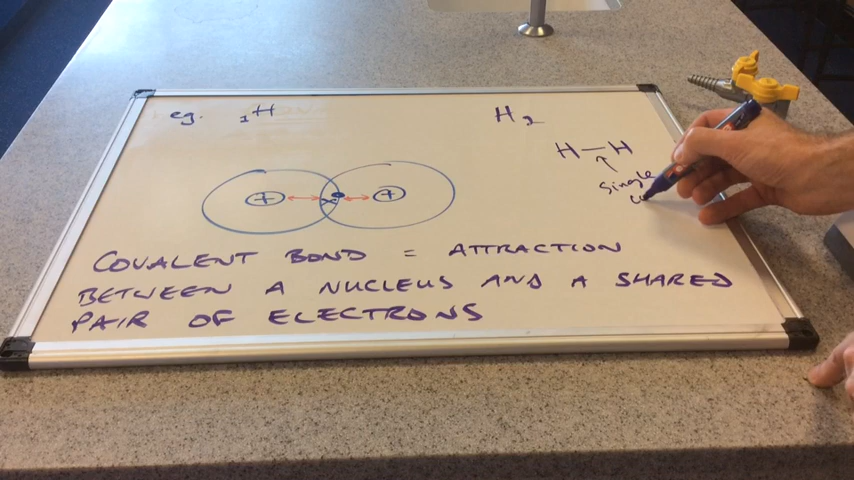 eg. ₁H
H₂
H—H
single
+ +
COVALENT BOND = ATTRACTION
BETWEEN A NUCLEUS AND A SHARED
PAIR OF ELECTRONS